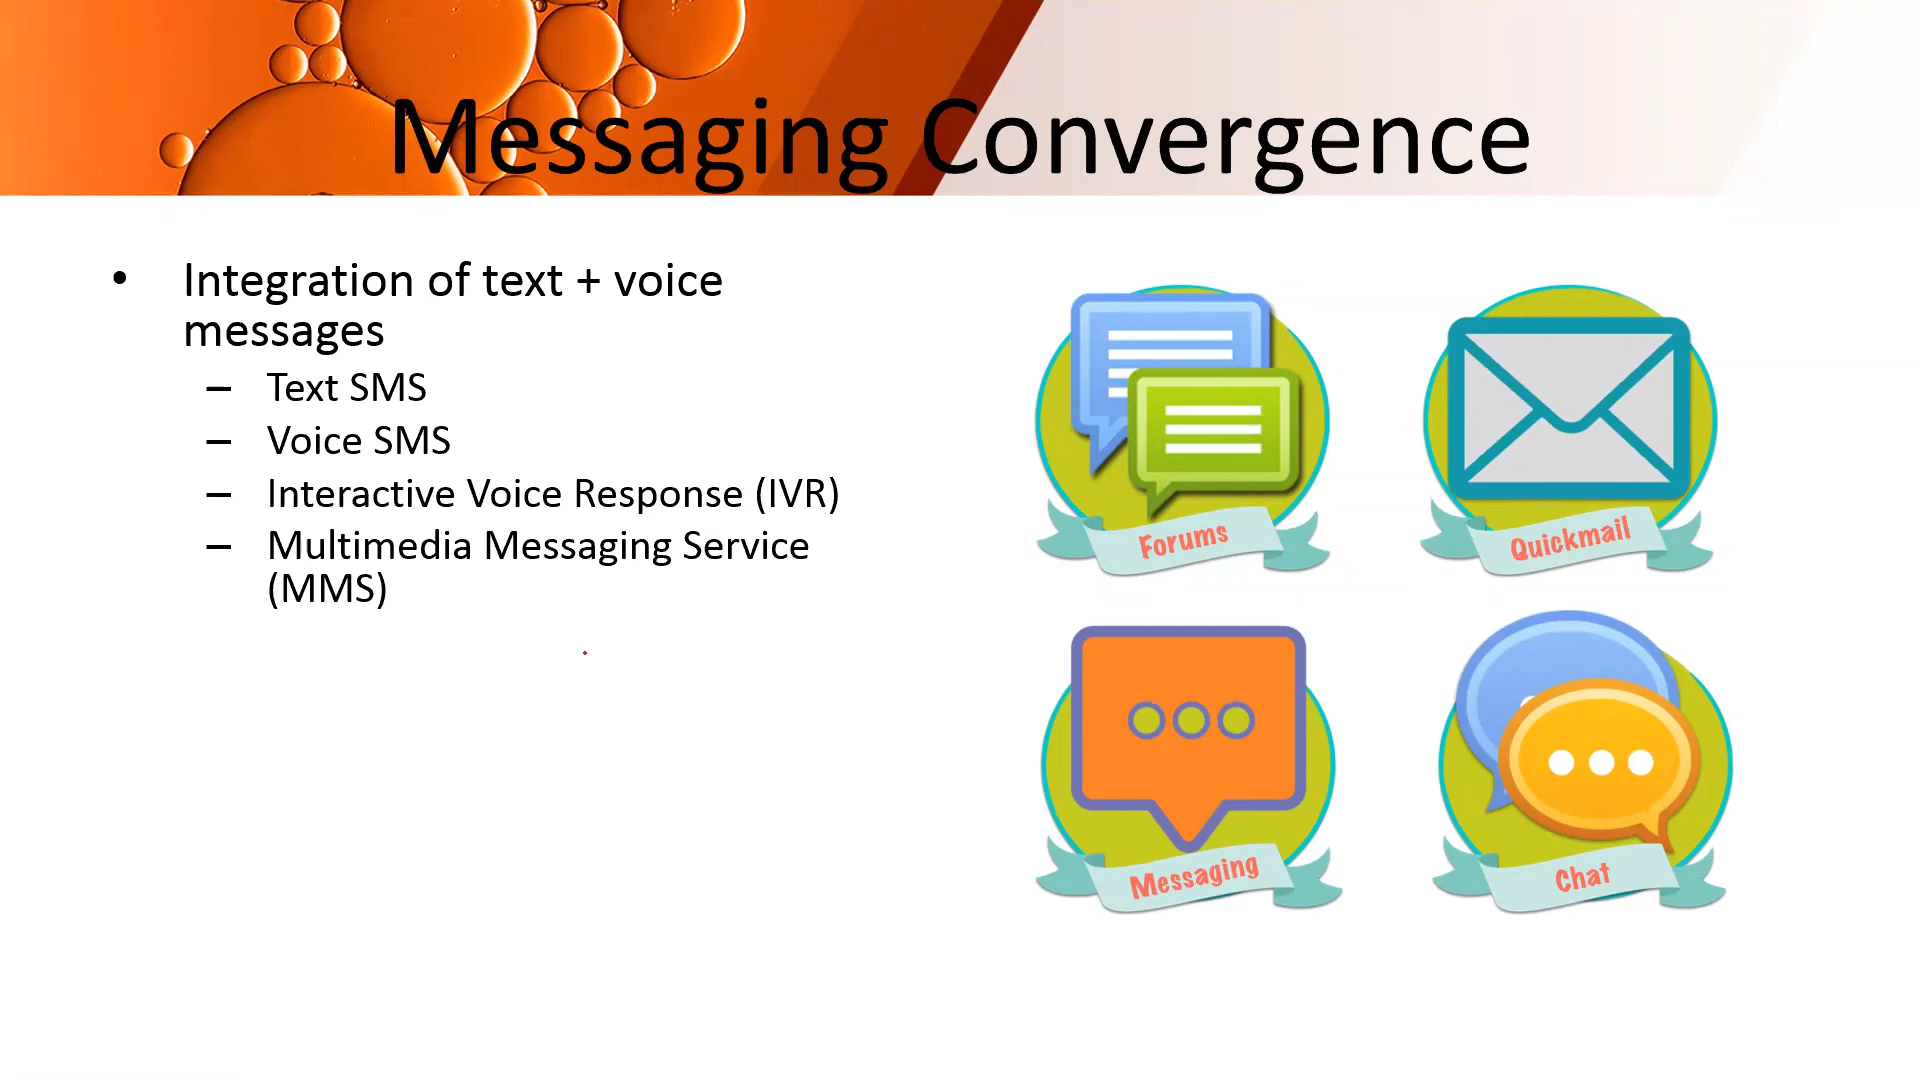 Messaging Convergence
• Integration of text + voice
messages
– Text SMS
– Voice SMS
– Interactive Voice Response (IVR)
– Multimedia Messaging Service
(MMS)
Forums
Quickmail
Messaging
Chat